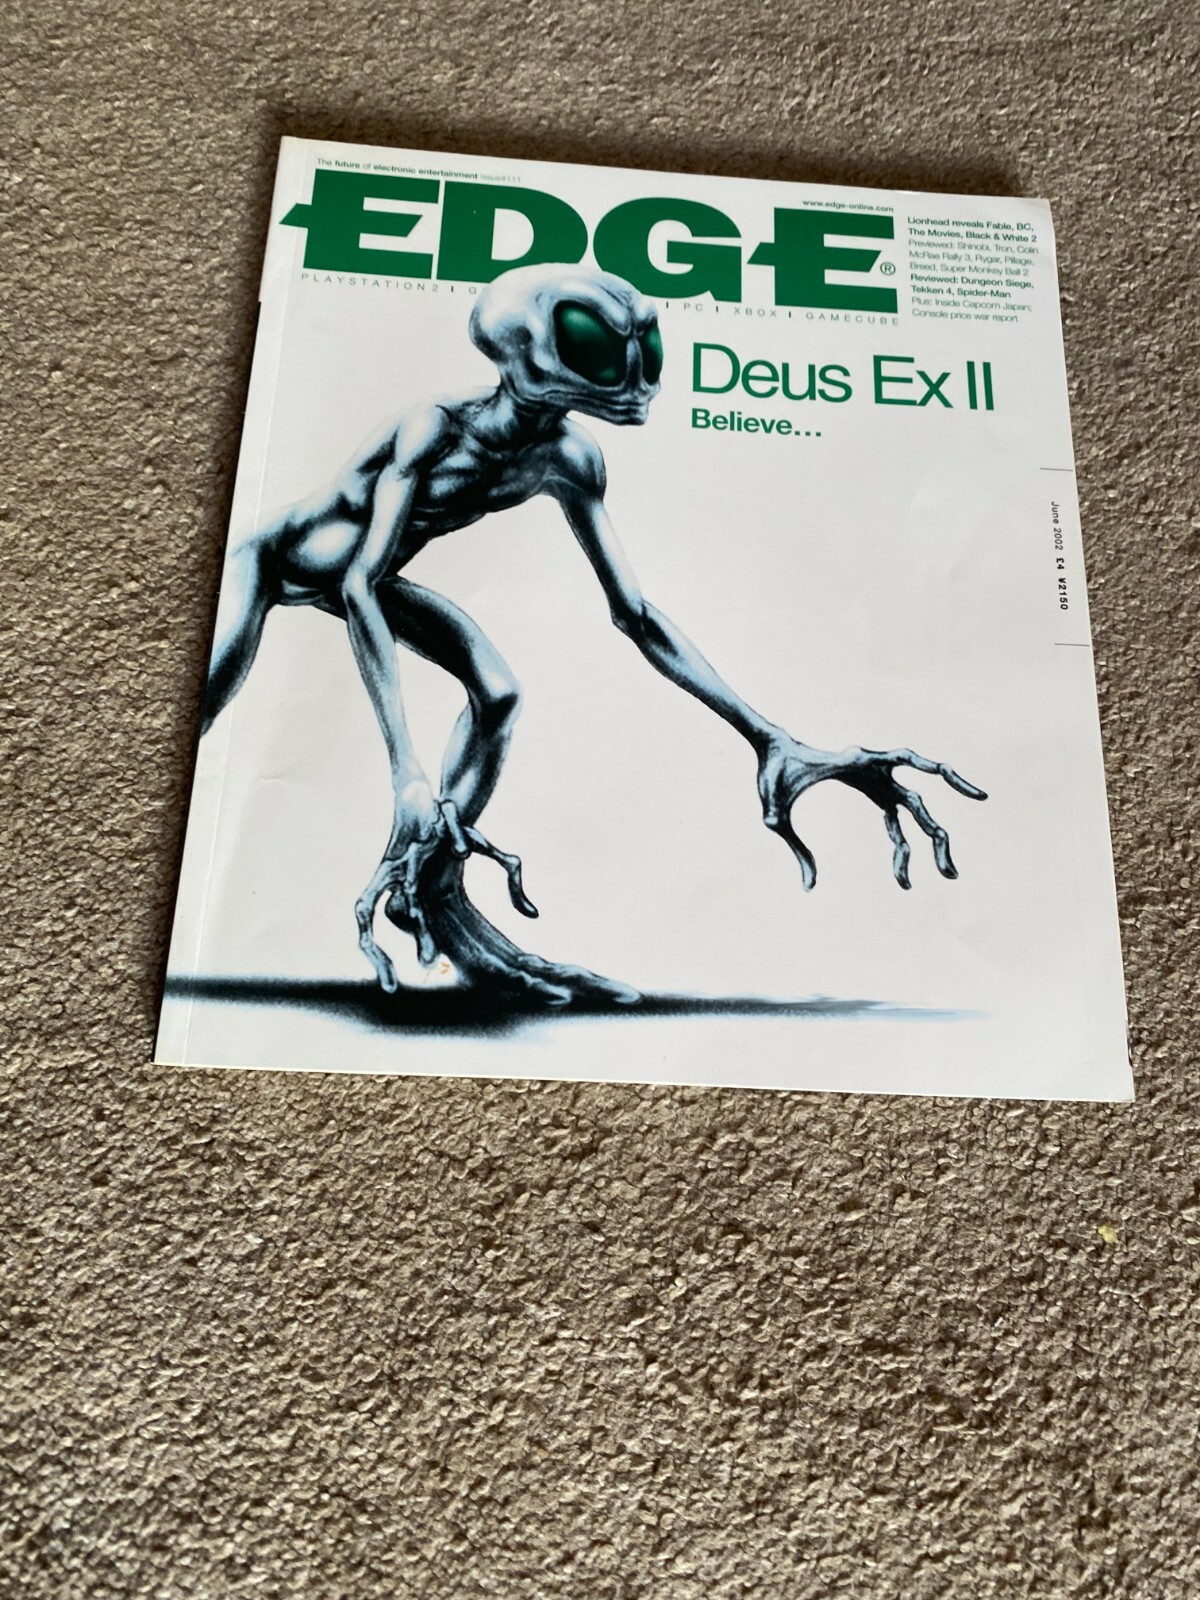 The future of electronic entertainment issue#111
www.edge-online.com
EDGE®
PLAYSTATION2 I G I PC I XBOX I GAMECUBE
Lionhead reveals Fable, BC,
The Movies, Black & White 2
Previewed: Shinobi, Tron, Colin
McRae Rally 3, Rygar, Pillage,
Breed, Super Monkey Ball 2
Reviewed: Dungeon Siege,
Tekken 4, Spider-Man
Plus: Inside Capcom Japan;
Console price war report
Deus Ex II
Believe...
June 2002 £4 ¥2150